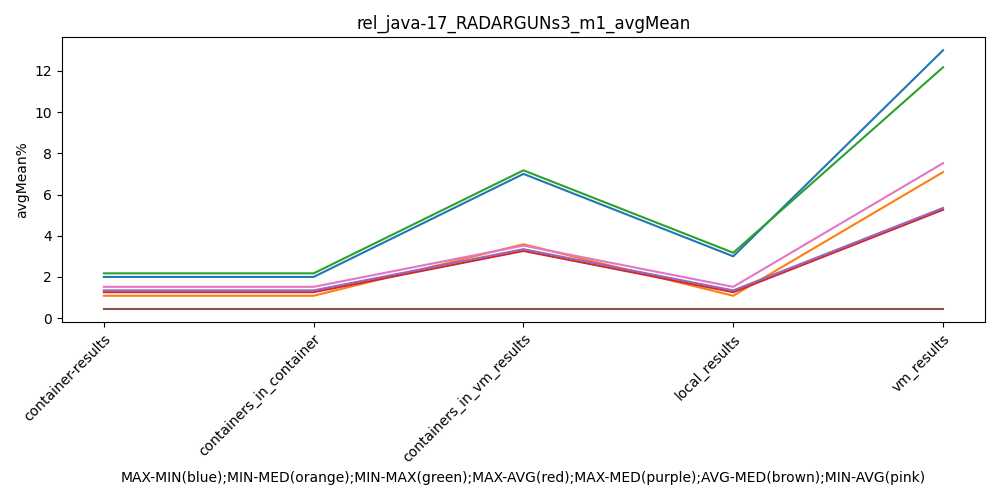 rel_java-17_RADARGUNs3_m1_avgMean
avgMean%
12
10
8
6
4
2
0
container-results
containers_in_container
containers_in_vm_results
local_results
vm_results
MAX-MIN(blue);MIN-MED(orange);MIN-MAX(green);MAX-AVG(red);MAX-MED(purple);AVG-MED(brown);MIN-AVG(pink)